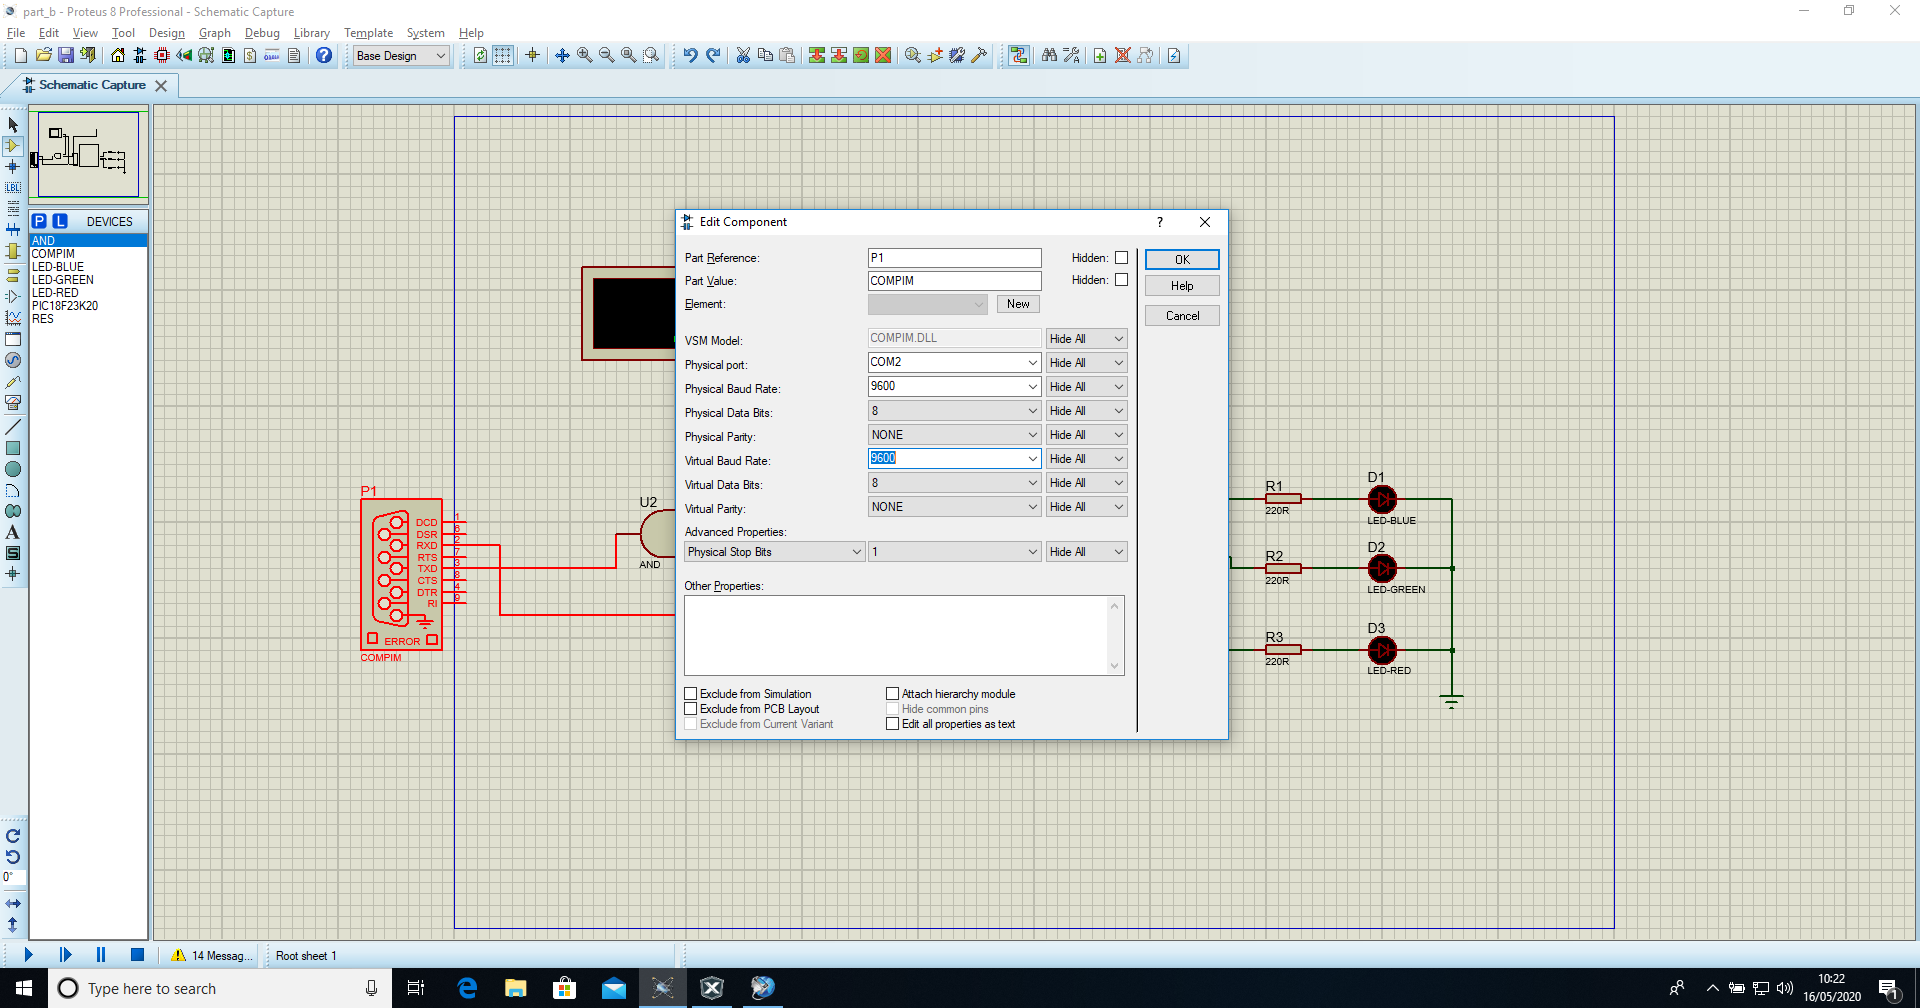 part_b - Proteus 8 Professional - Schematic Capture
File Edit View Tool Design Graph Debug Library Template System Help
Base Design
Schematic Capture
P L DEVICES
AND
COMPIM
LED-BLUE
LED-GREEN
LED-RED
PIC18F23K20
RES
LBL
A
S
0°
Edit Component
?
Part Reference: P1 Hidden:
Part Value: COMPIM Hidden:
Element: New
VSM Model: COMPIM.DLL Hide All
Physical port: COM2 Hide All
Physical Baud Rate: 9600 Hide All
Physical Data Bits: 8 Hide All
Physical Parity: NONE Hide All
Virtual Baud Rate: 9600 Hide All
Virtual Data Bits: 8 Hide All
Virtual Parity: NONE Hide All
Advanced Properties:
Physical Stop Bits 1 Hide All
Other Properties:
Exclude from Simulation Attach hierarchy module
Exclude from PCB Layout Hide common pins
Exclude from Current Variant Edit all properties as text
OK
Help
Cancel
P1
DCD 1
DSR 6
RXD 2
RTS 7
TXD 3
CTS 8
DTR 4
RI 9
ERROR
COMPIM
U2
AND
R1
220R
D1
LED-BLUE
R2
220R
D2
LED-GREEN
R3
220R
D3
LED-RED
14 Messag...
Root sheet 1
Type here to search
10:22
16/05/2020
1